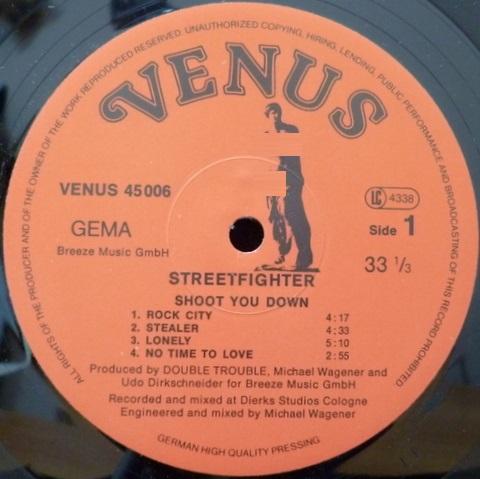 ALL RIGHTS OF THE PRODUCER AND OF THE OWNER OF THE WORK REPRODUCED RESERVED. UNAUTHORIZED COPYING, HIRING, LENDING, PUBLIC PERFORMANCE AND BROADCASTING OF THIS RECORD PROHIBITED
VENUS
VENUS 45006
LC 4338
GEMA
Side 1
Breeze Music GmbH
33 1/3
STREETFIGHTER
SHOOT YOU DOWN
1. ROCK CITY 4:17
2. STEALER 4:33
3. LONELY 5:10
4. NO TIME TO LOVE 2:55
Produced by DOUBLE TROUBLE, Michael Wagener and
Udo Dirkschneider for Breeze Music GmbH
Recorded and mixed at Dierks Studios Cologne
Engineered and mixed by Michael Wagener
GERMAN HIGH QUALITY PRESSING